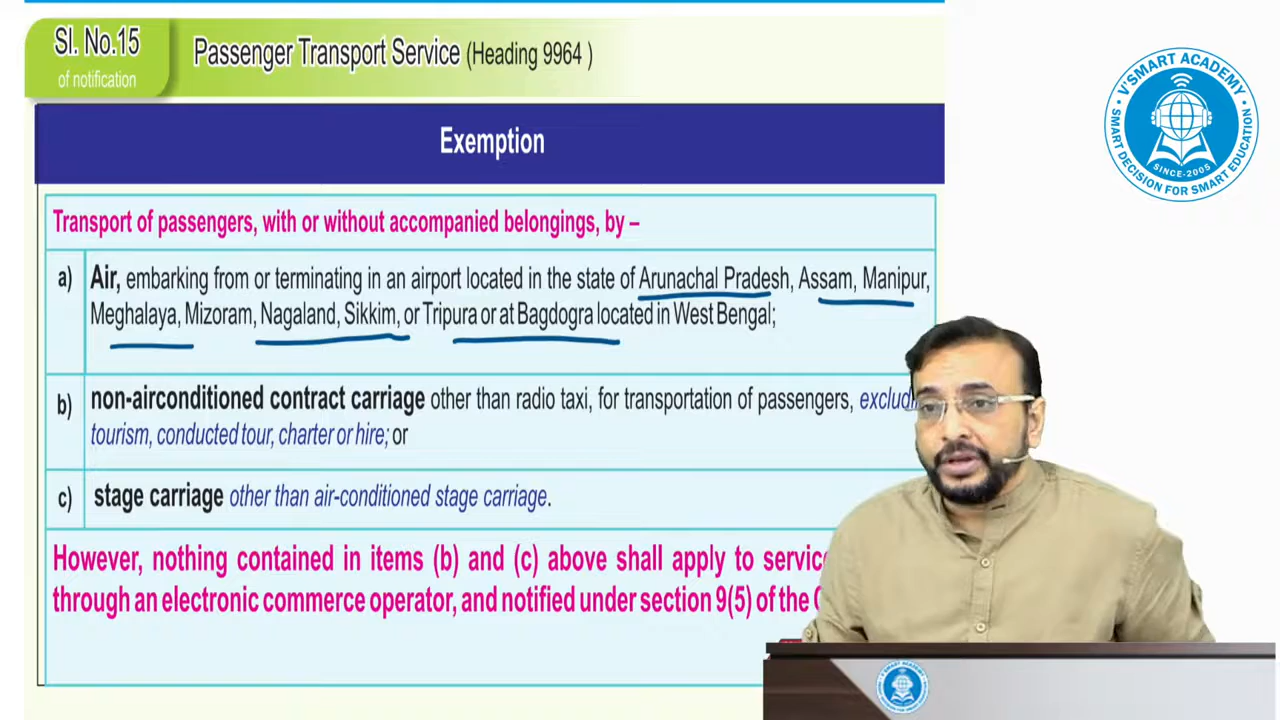 Sl. No.15
of notification
Passenger Transport Service (Heading 9964 )
V'SMART ACADEMY
SINCE-2005
SMART DECISION FOR SMART EDUCATION
Exemption
Transport of passengers, with or without accompanied belongings, by –
a) Air, embarking from or terminating in an airport located in the state of Arunachal Pradesh, Assam, Manipur,
Meghalaya, Mizoram, Nagaland, Sikkim, or Tripura or at Bagdogra located in West Bengal;
b) non-airconditioned contract carriage other than radio taxi, for transportation of passengers,
tourism, conducted tour, charter or hire; or
c) stage carriage other than air-conditioned stage carriage.
However, nothing contained in items (b) and (c) above shall apply to
through an electronic commerce operator, and notified under section 9(5) of the